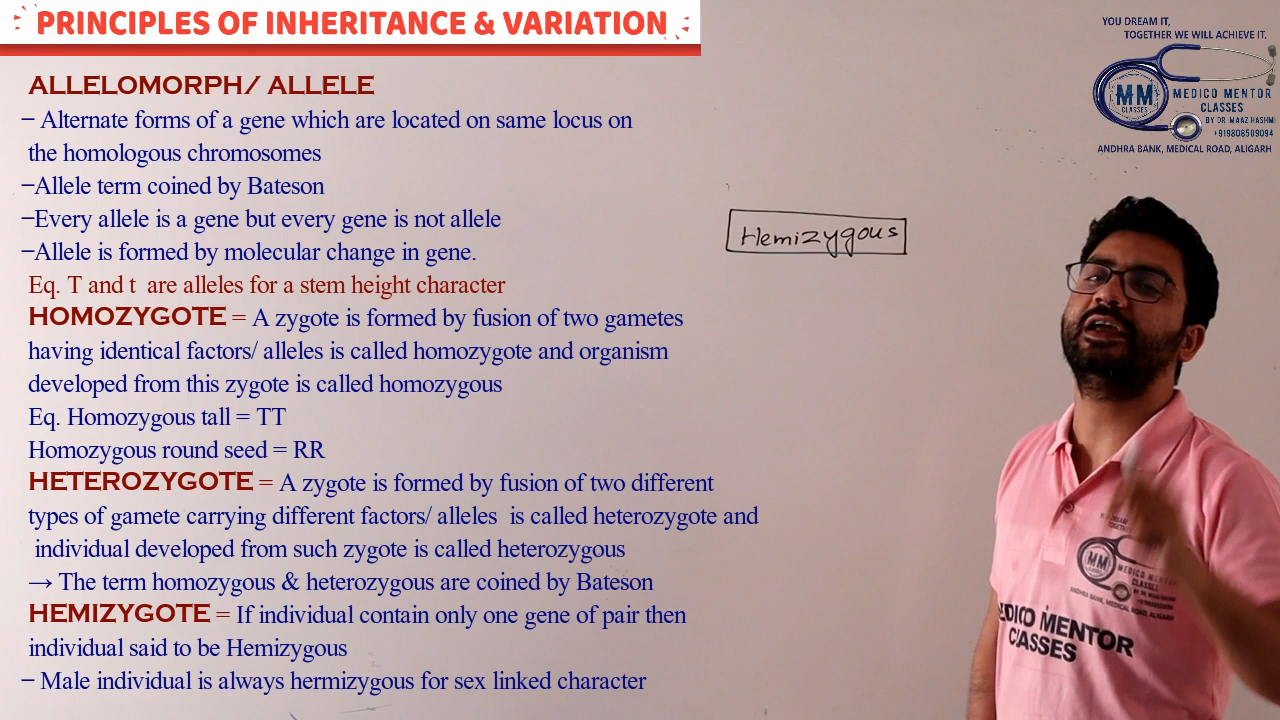 PRINCIPLES OF INHERITANCE & VARIATION
ALLELOMORPH/ ALLELE
– Alternate forms of a gene which are located on same locus on
the homologous chromosomes
–Allele term coined by Bateson
–Every allele is a gene but every gene is not allele
–Allele is formed by molecular change in gene.
Eq. T and t are alleles for a stem height character
HOMOZYGOTE = A zygote is formed by fusion of two gametes
having identical factors/ alleles is called homozygote and organism
developed from this zygote is called homozygous
Eq. Homozygous tall = TT
Homozygous round seed = RR
HETEROZYGOTE = A zygote is formed by fusion of two different
types of gamete carrying different factors/ alleles is called heterozygote and
individual developed from such zygote is called heterozygous
→ The term homozygous & heterozygous are coined by Bateson
HEMIZYGOTE = If individual contain only one gene of pair then
individual said to be Hemizygous
– Male individual is always hermizygous for sex linked character
Hemizygous
YOU DREAM IT,
TOGETHER WE WILL ACHIEVE IT.
MM
CLASSES
MEDICO MENTOR
CLASSES
BY DR MAAZ HASHMI
+919808509094
ANDHRA BANK, MEDICAL ROAD, ALIGARH
MM
MEDICO
CLASSES
ANDHRA BANK, MEDICAL ROAD, ALIGARH
MENTOR
CLASSES